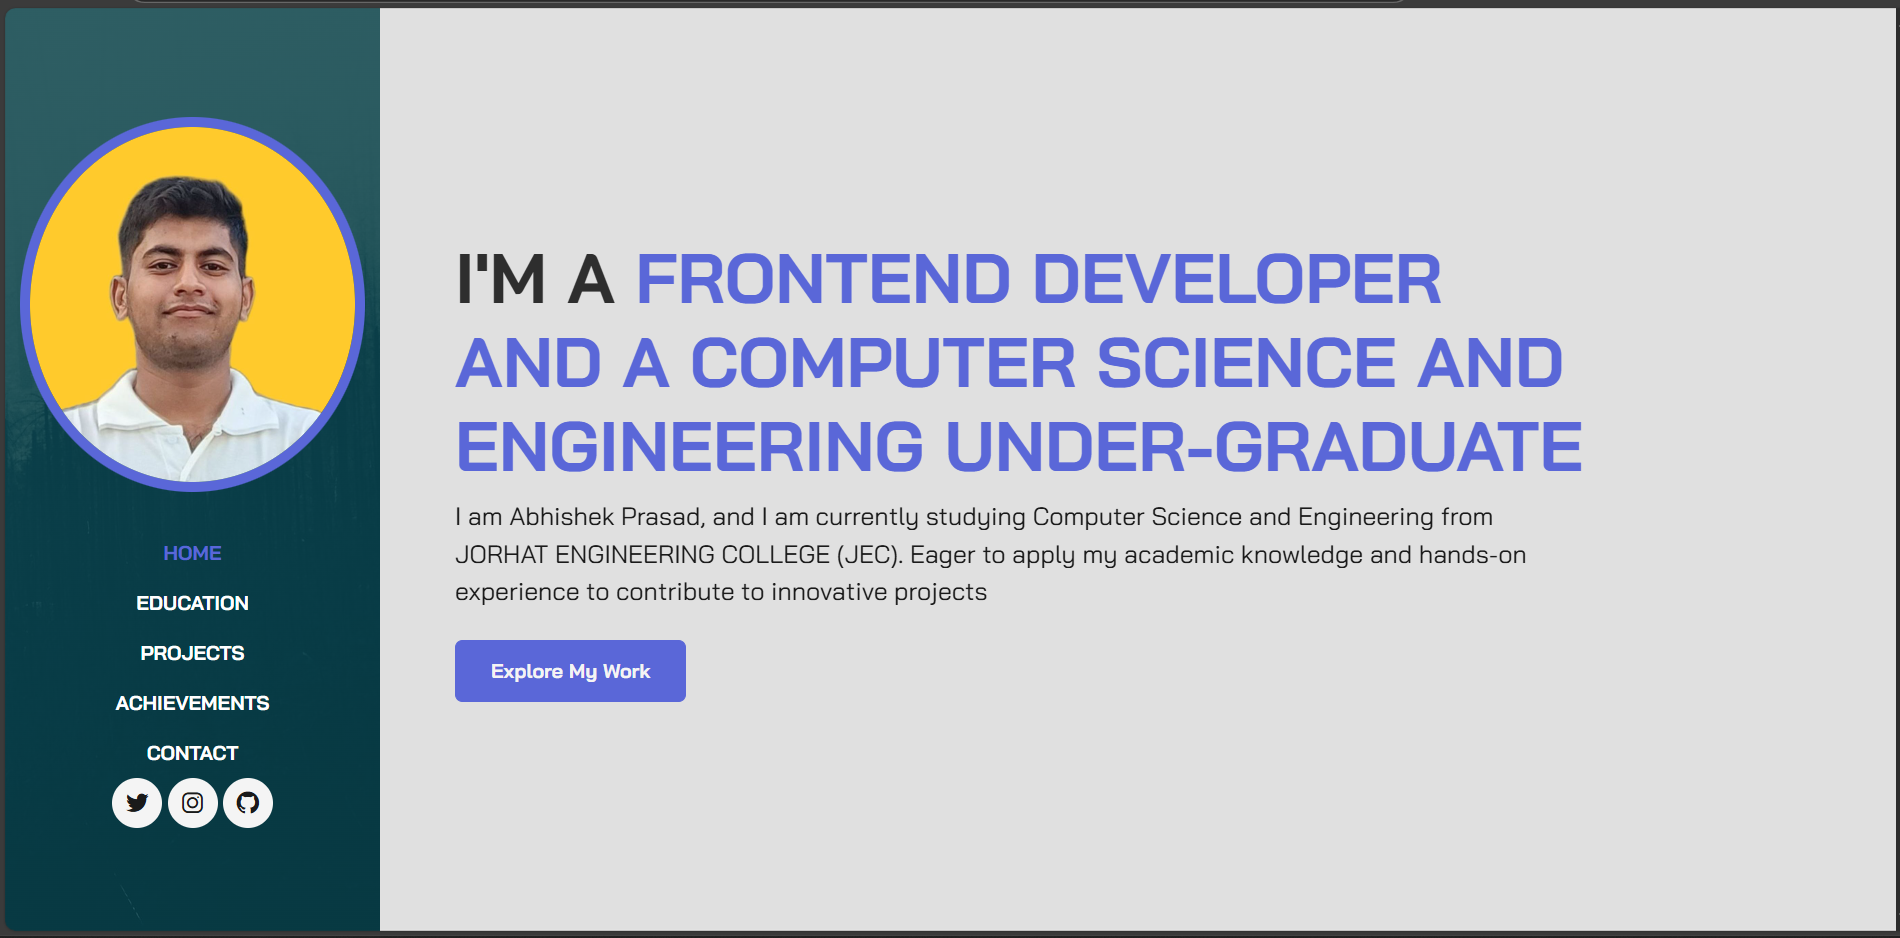 HOME
EDUCATION
PROJECTS
ACHIEVEMENTS
CONTACT
I'M A FRONTEND DEVELOPER
AND A COMPUTER SCIENCE AND
ENGINEERING UNDER-GRADUATE
I am Abhishek Prasad, and I am currently studying Computer Science and Engineering from
JORHAT ENGINEERING COLLEGE (JEC). Eager to apply my academic knowledge and hands-on
experience to contribute to innovative projects
Explore My Work